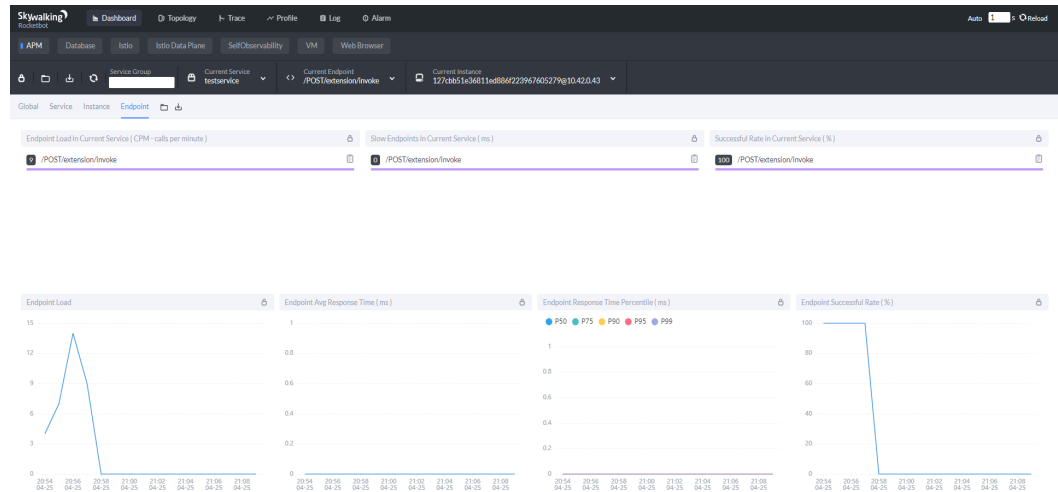 Skywalking
Rocketbot
Dashboard Topology Trace Profile Log Alarm Auto 1 s Reload
APM Database Istio Istio Data Plane SelfObservability VM Web Browser
Service Group Current Service Current Endpoint Current Instance
testservice /POST/extension/invoke 127cbb51e36811ed886f223967605279@10.42.0.43
Global Service Instance Endpoint
Endpoint Load in Current Service ( CPM - calls per minute ) Slow Endpoints in Current Service ( ms ) Successful Rate in Current Service ( % )
9 /POST/extension/invoke 0 /POST/extension/invoke 100 /POST/extension/invoke
Endpoint Load Endpoint Avg Response Time ( ms ) Endpoint Response Time Percentile ( ms ) Endpoint Successful Rate ( % )
15
12
9
6
3
0
20:54 20:56 20:58 21:00 21:02 21:04 21:06 21:08
04-25 04-25 04-25 04-25 04-25 04-25 04-25 04-25
1
0.8
0.6
0.4
0.2
0
20:54 20:56 20:58 21:00 21:02 21:04 21:06 21:08
04-25 04-25 04-25 04-25 04-25 04-25 04-25 04-25
P50 P75 P90 P95 P99
1
0.8
0.6
0.4
0.2
0
20:54 20:56 20:58 21:00 21:02 21:04 21:06 21:08
04-25 04-25 04-25 04-25 04-25 04-25 04-25 04-25
100
80
60
40
20
0
20:54 20:56 20:58 21:00 21:02 21:04 21:06 21:08
04-25 04-25 04-25 04-25 04-25 04-25 04-25 04-25